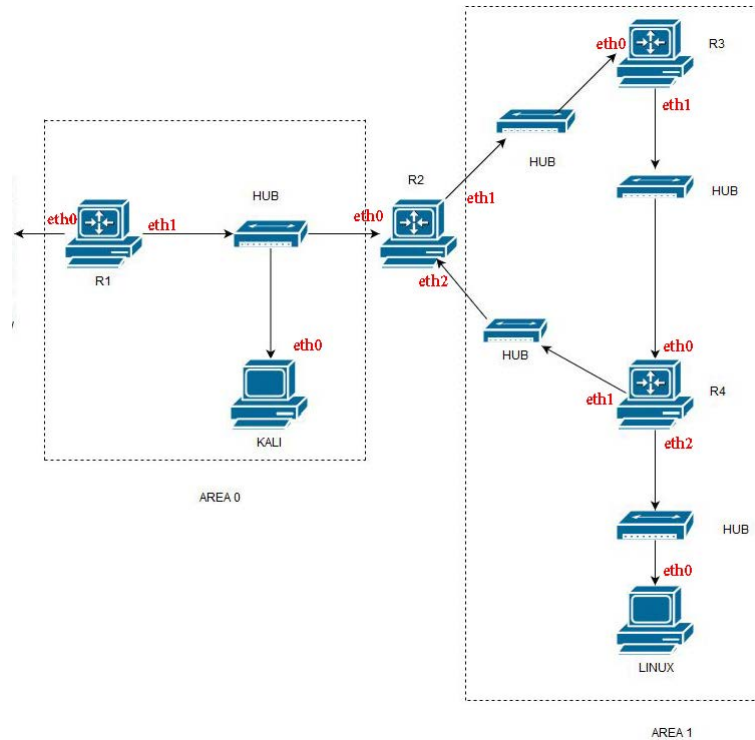 eth0
R3
eth1
HUB
HUB
R2
HUB
eth0
eth1
eth0
eth1
R1
eth2
HUB
eth0
eth0
R4
eth1
eth2
KALI
AREA 0
HUB
eth0
LINUX
AREA 1